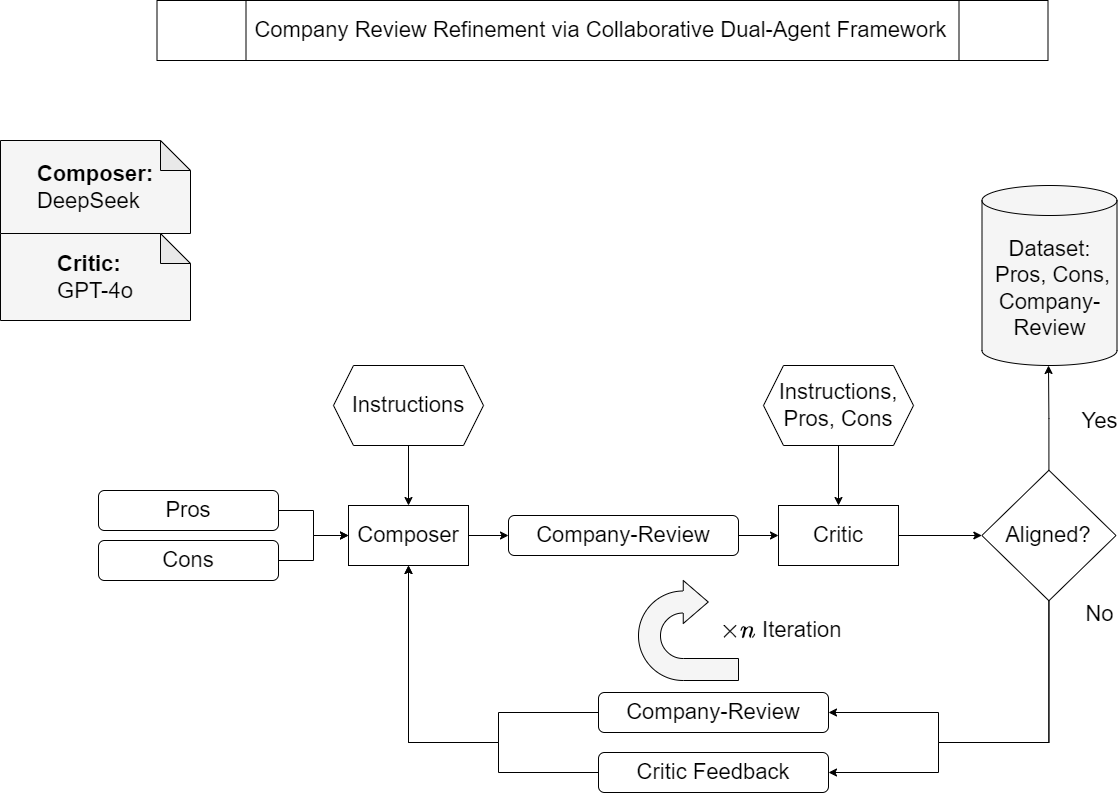 Company Review Refinement via Collaborative Dual-Agent Framework
Composer:
DeepSeek
Critic:
GPT-4o
Dataset:
Pros, Cons,
Company-
Review
Instructions
Instructions,
Pros, Cons
Yes
Pros
Cons
Composer
Company-Review
Critic
Aligned?
No
×n Iteration
Company-Review
Critic Feedback